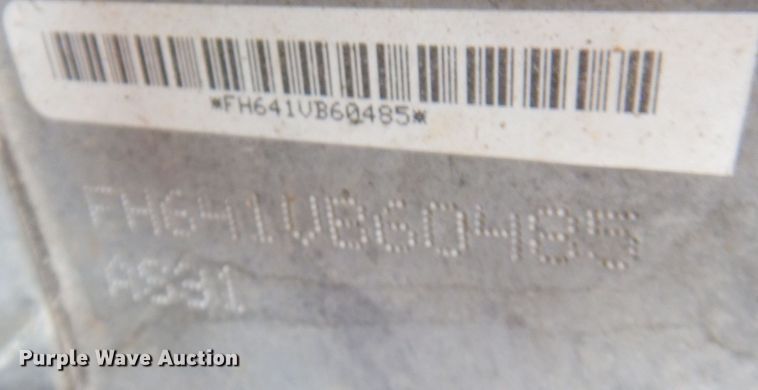 *FH641VB60485*
FH641VB60485
AS31
Purple Wave Auction